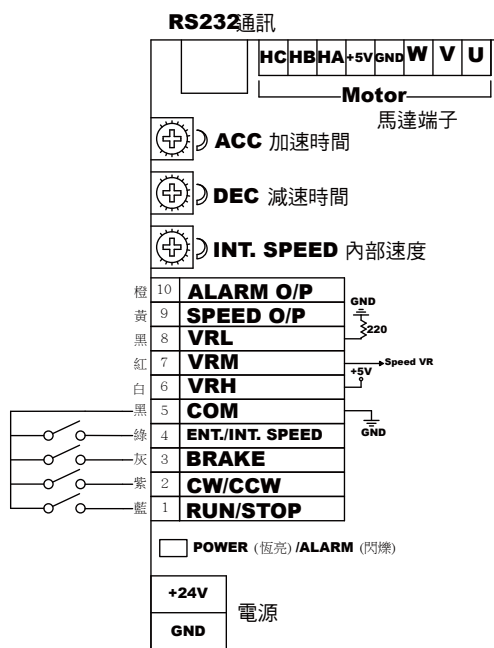 RS232通訊
HC HB HA +5V GND W V U
Motor
馬達端子
ACC 加速時間
DEC 減速時間
INT. SPEED 內部速度
橙 10 ALARM O/P
GND
黃 9 SPEED O/P
220
黑 8 VRL
紅 7 VRM Speed VR
+5V
白 6 VRH
黑 5 COM
GND
綠 4 ENT./INT. SPEED
灰 3 BRAKE
紫 2 CW/CCW
藍 1 RUN/STOP
POWER (恆亮) /ALARM (閃爍)
+24V
電源
GND